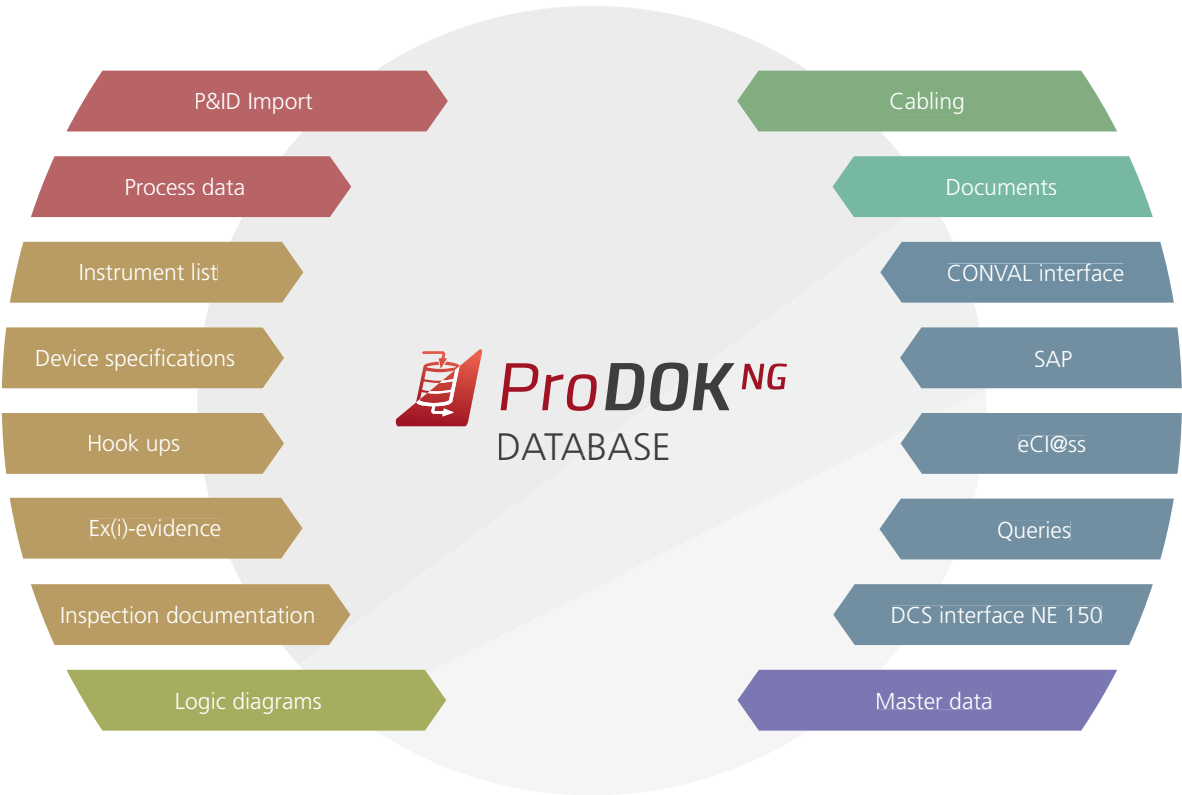 P&ID Import
Process data
Instrument list
Device specifications
Hook ups
Ex(i)-evidence
Inspection documentation
Logic diagrams
ProDOK NG
DATABASE
Cabling
Documents
CONVAL interface
SAP
eCl@ss
Queries
DCS interface NE 150
Master data